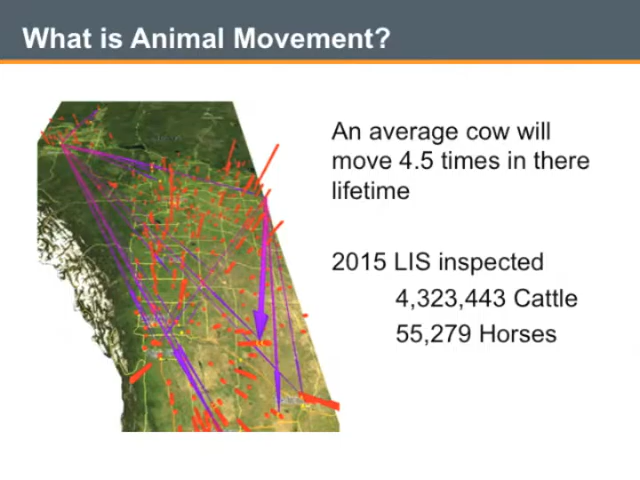 What is Animal Movement?
An average cow will
move 4.5 times in there
lifetime
2015 LIS inspected
4,323,443 Cattle
55,279 Horses